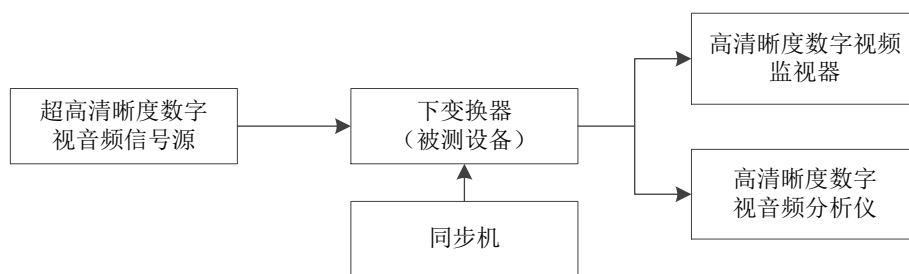 超高清晰度数字
视音频信号源
下变换器
（被测设备）
同步机
高清晰度数字视频
监视器
高清晰度数字
视音频分析仪